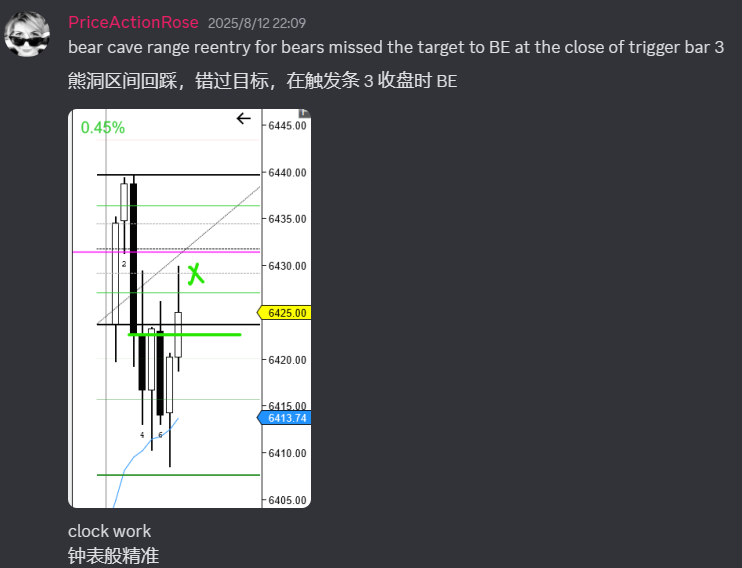 PriceActionRose 2025/8/12 22:09
bear cave range reentry for bears missed the target to BE at the close of trigger bar 3
熊洞区间回踩，错过目标，在触发条 3 收盘时 BE
0.45%
6445.00
6440.00
6435.00
6430.00
2
6425.00
6420.00
6415.00
6413.74
4 6
6410.00
6405.00
clock work
钟表般精准